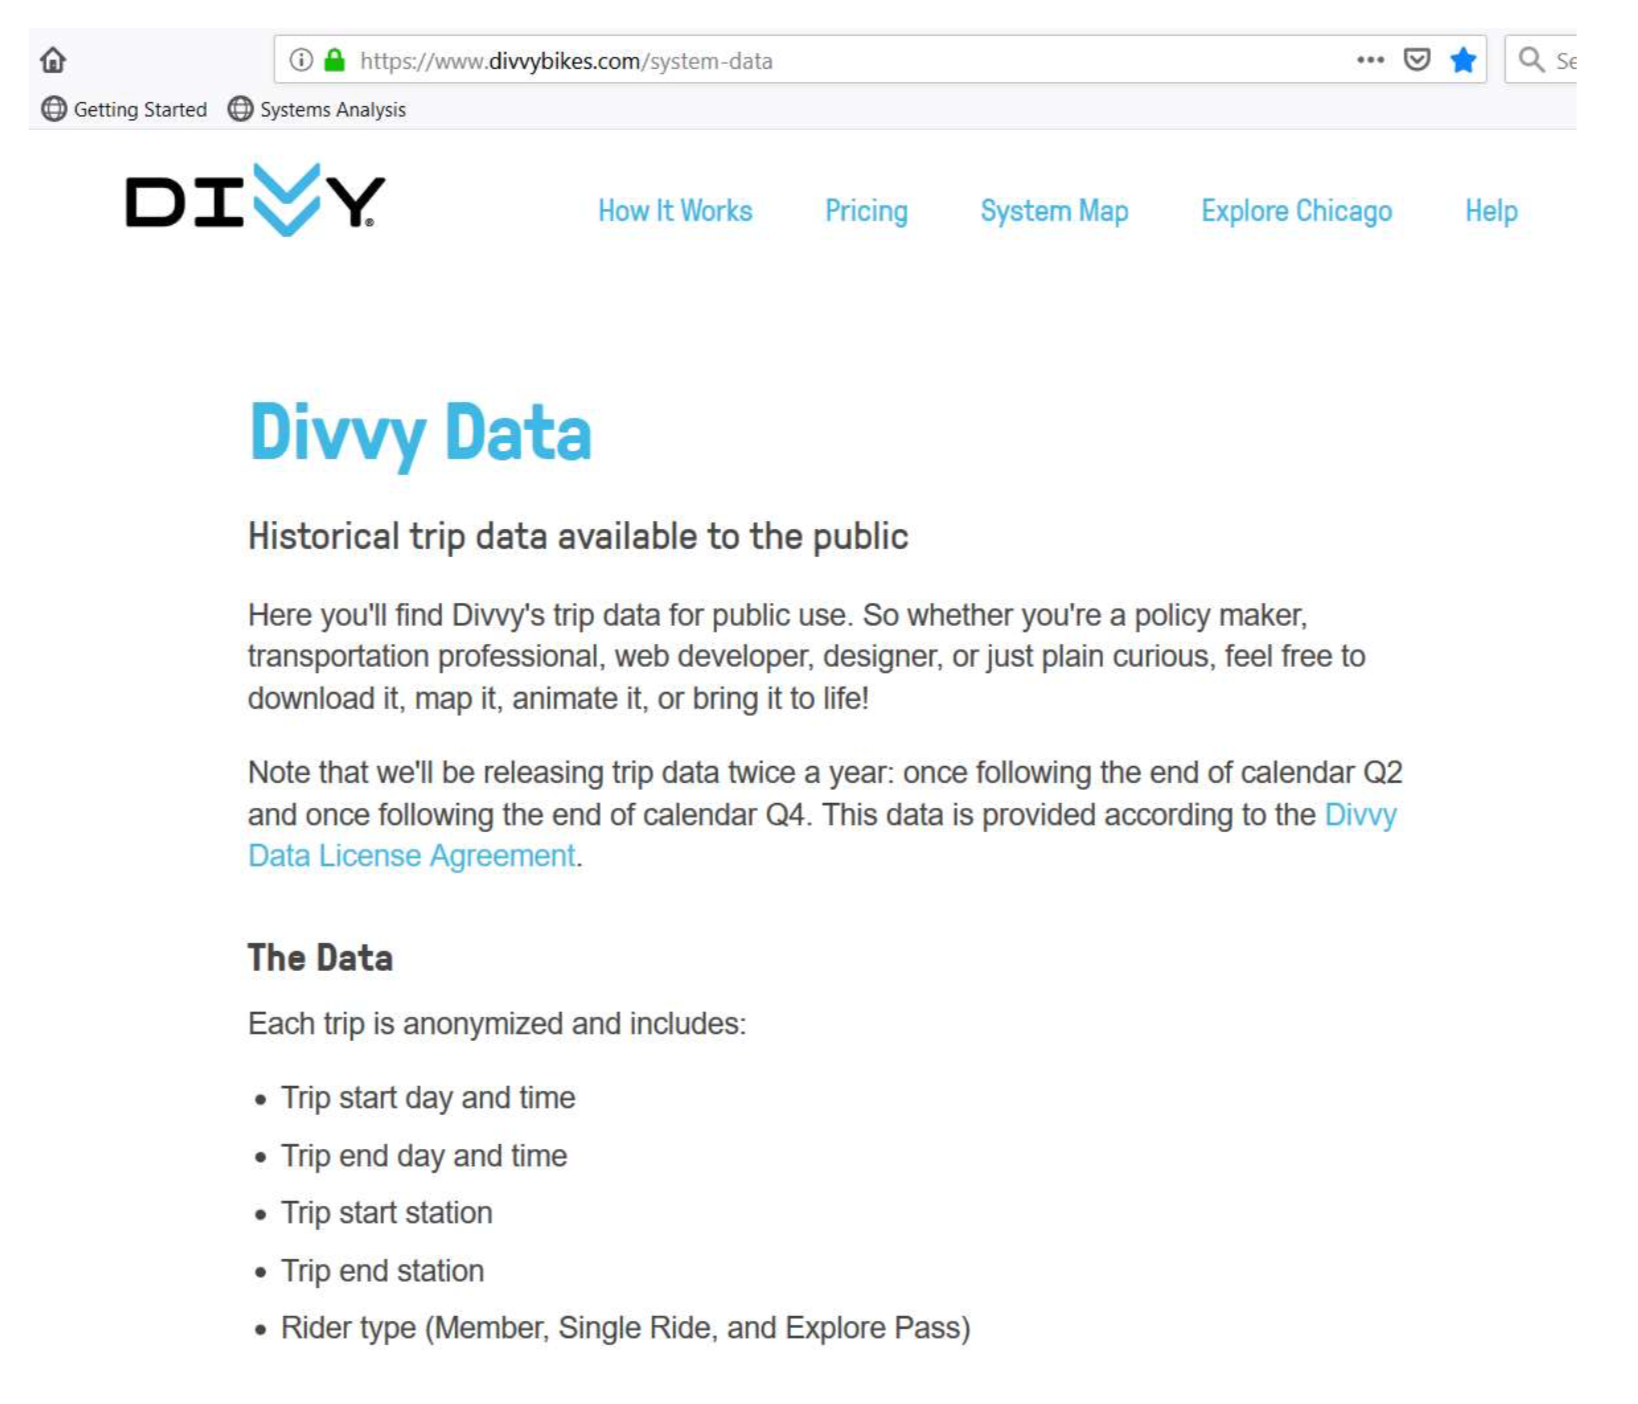 https://www.divvybikes.com/system-data
Getting Started Systems Analysis
DIVVY®
How It Works Pricing System Map Explore Chicago Help
Divvy Data
Historical trip data available to the public
Here you'll find Divvy's trip data for public use. So whether you're a policy maker,
transportation professional, web developer, designer, or just plain curious, feel free to
download it, map it, animate it, or bring it to life!
Note that we'll be releasing trip data twice a year: once following the end of calendar Q2
and once following the end of calendar Q4. This data is provided according to the Divvy
Data License Agreement.
The Data
Each trip is anonymized and includes:
• Trip start day and time
• Trip end day and time
• Trip start station
• Trip end station
• Rider type (Member, Single Ride, and Explore Pass)